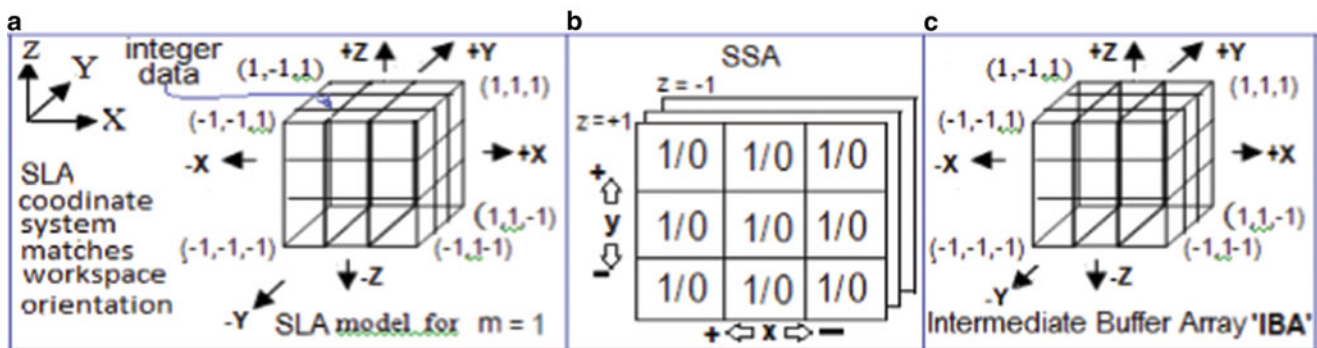 a
Z
Y
X
integer
data
+Z
+Y
(1,-1,1)
(1,1,1)
(-1,-1,1)
-X
+X
SLA
coodinate
system
matches
workspace
orientation
(1,1,-1)
(-1,-1,-1)
(-1,1-1)
-Z
-Y
SLA model for m = 1
b
SSA
z = -1
z=+1
1/0 1/0 1/0
+
y
1/0 1/0 1/0
−
1/0 1/0 1/0
+ x −
c
+Z
+Y
(1,-1,1)
(1,1,1)
(-1,-1,1)
-X
+X
(1,1,-1)
(-1,-1,-1)
(-1,1-1)
-Z
-Y
Intermediate Buffer Array 'IBA'